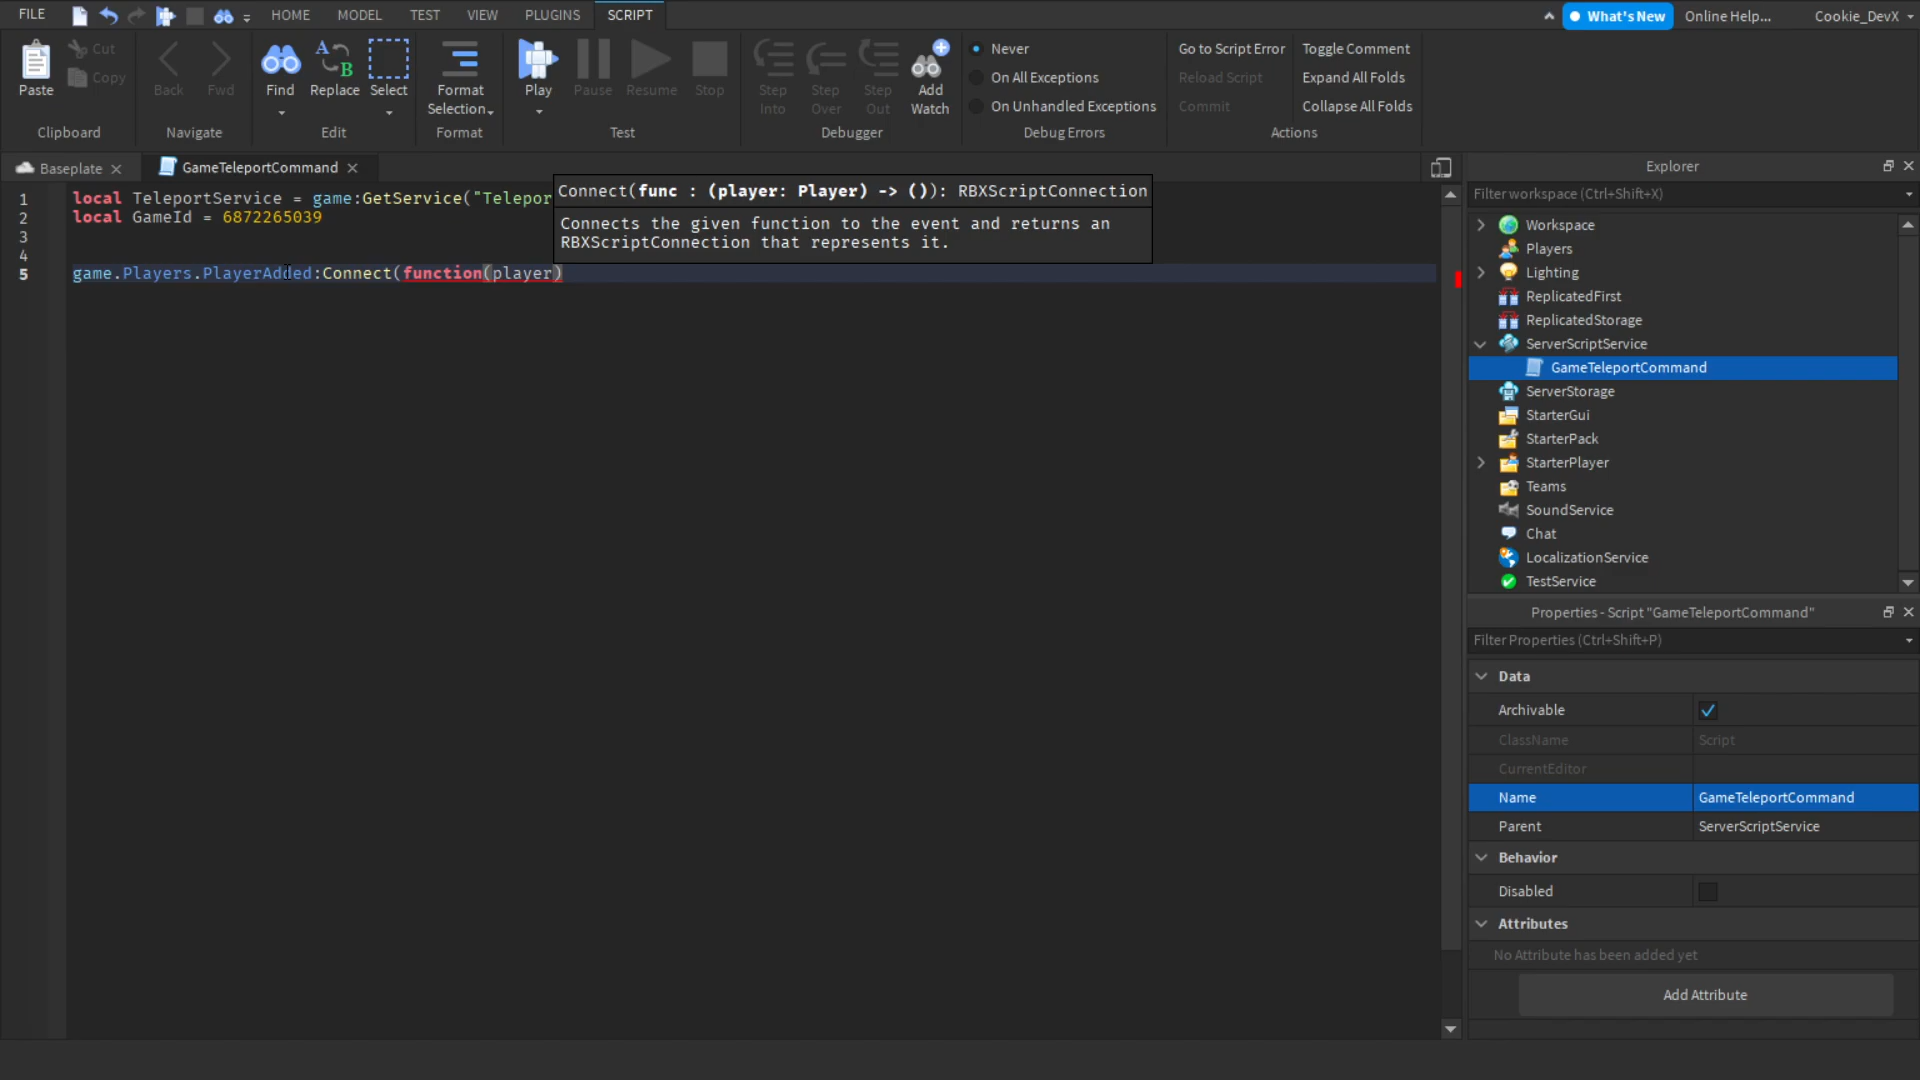 FILE HOME MODEL TEST VIEW PLUGINS SCRIPT What's New Online Help... Cookie_DevX
Paste Cut Copy
Clipboard
Back Fwd
Navigate
Find Replace Select
A B
Edit
Format Selection
Format
Play Pause Resume Stop
Test
Step Into Step Over Step Out Add Watch
Debugger
Never
On All Exceptions
On Unhandled Exceptions
Debug Errors
Go to Script Error Toggle Comment
Reload Script Expand All Folds
Commit Collapse All Folds
Actions
Baseplate GameTeleportCommand
1 local TeleportService = game:GetService("Telepor
2 local GameId = 6872265039
3
4
5 game.Players.PlayerAdded:Connect(function(player)
Connect(func : (player: Player) -> ()): RBXScriptConnection
Connects the given function to the event and returns an
RBXScriptConnection that represents it.
Explorer
Filter workspace (Ctrl+Shift+X)
Workspace
Players
Lighting
ReplicatedFirst
ReplicatedStorage
ServerScriptService
GameTeleportCommand
ServerStorage
StarterGui
StarterPack
StarterPlayer
Teams
SoundService
Chat
LocalizationService
TestService
Properties - Script "GameTeleportCommand"
Filter Properties (Ctrl+Shift+P)
Data
Archivable
ClassName Script
CurrentEditor
Name GameTeleportCommand
Parent ServerScriptService
Behavior
Disabled
Attributes
No Attribute has been added yet
Add Attribute